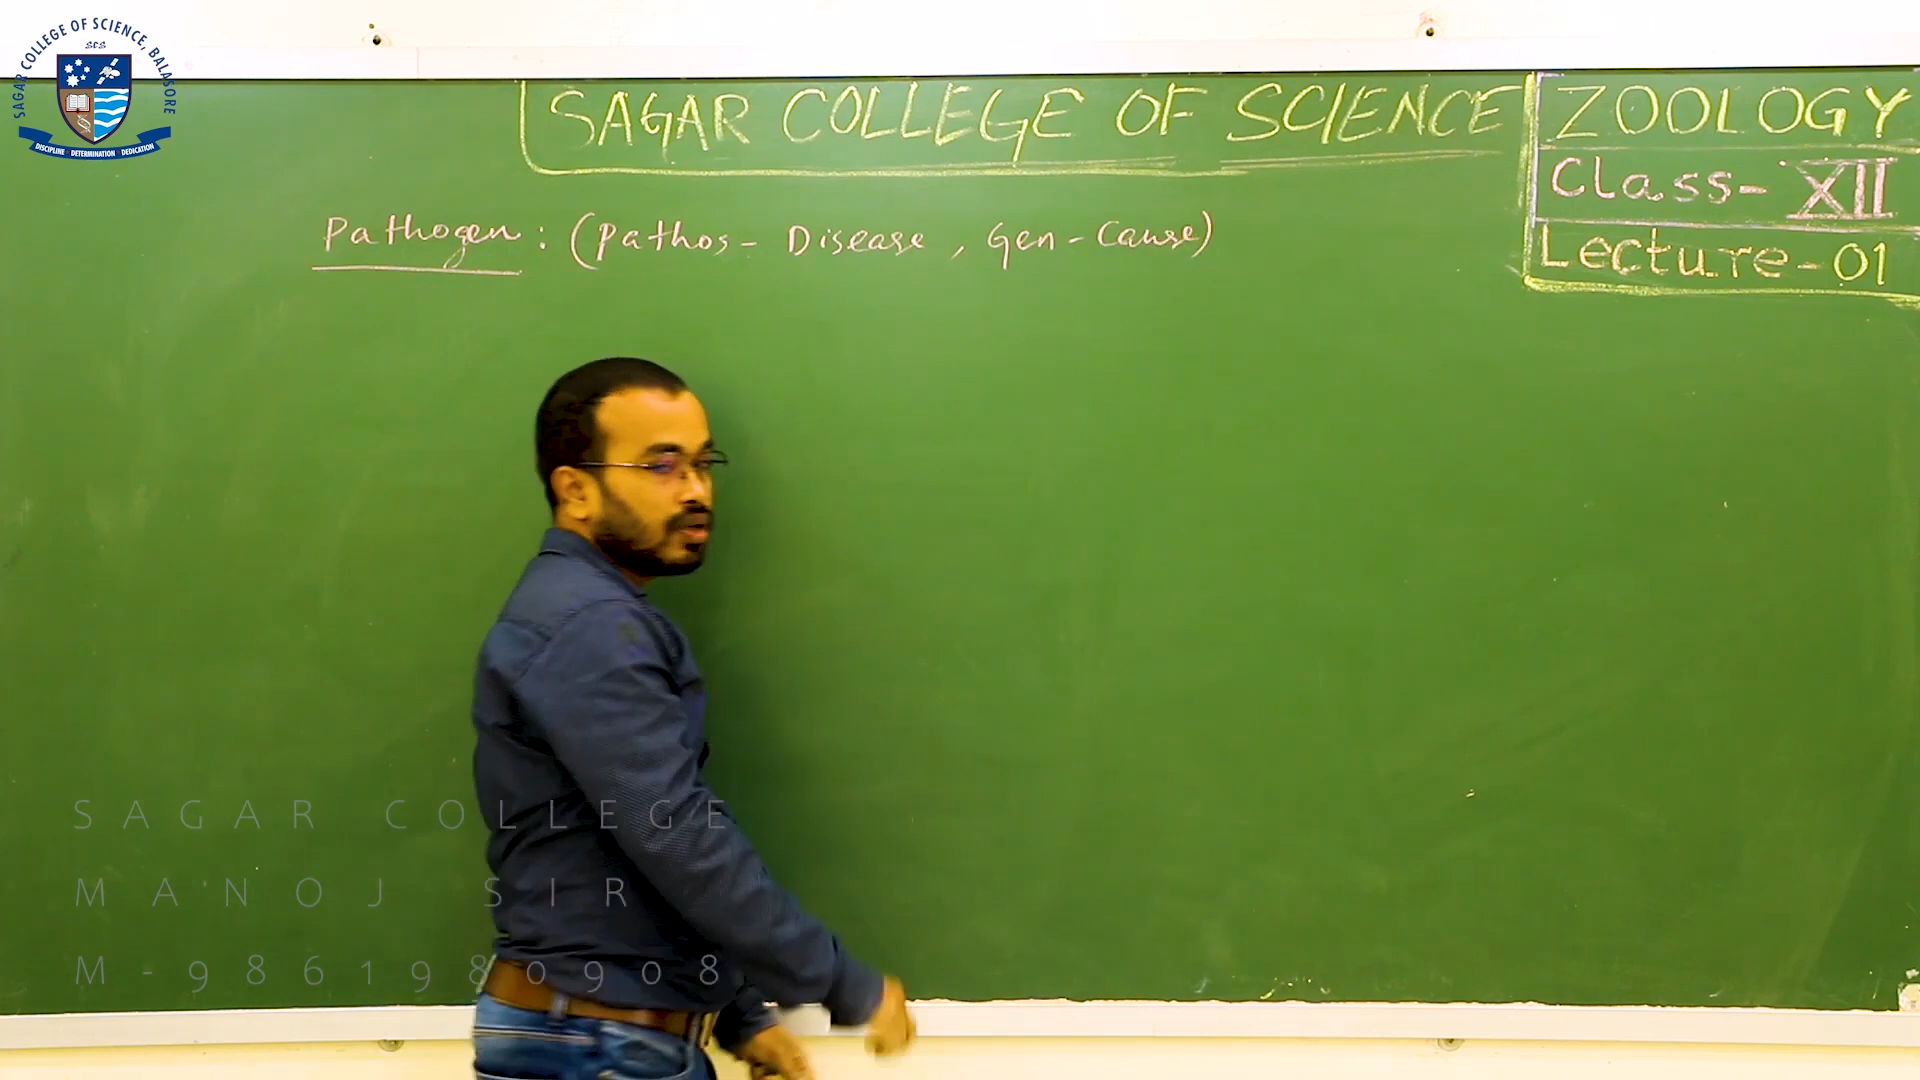 SAGAR COLLEGE OF SCIENCE, BALASORE
SCS
DISCIPLINE DETERMINATION DEDICATION
SAGAR COLLEGE OF SCIENCE
ZOOLOGY
Class- XII
Lecture-01
Pathogen : (Pathos- Disease , Gen-Cause)
SAGAR COLLEGE
MANOJ SIR
M-9861980908